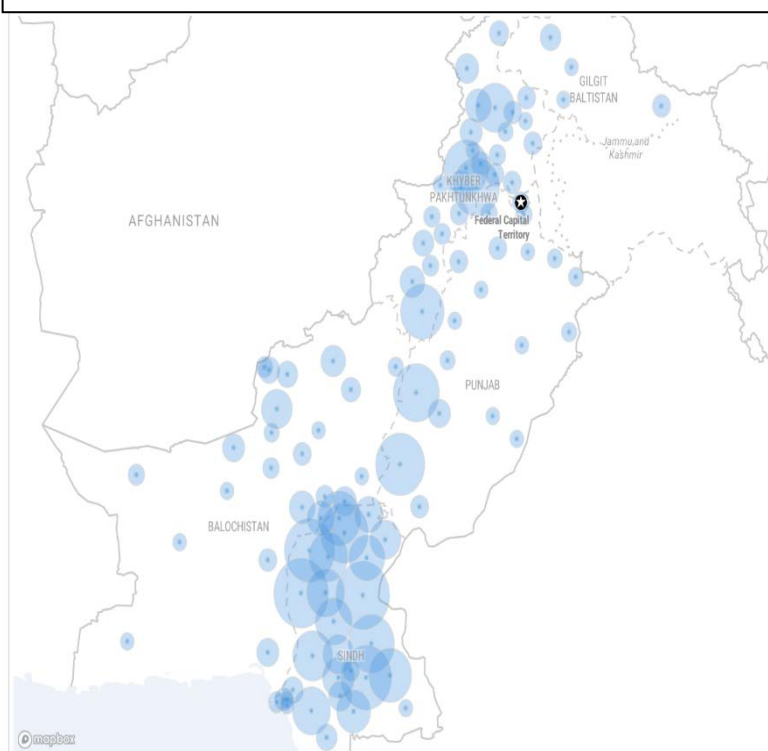 GILGIT
BALTISTAN
Jammu,and
Kashmir
KHYBER
PAKHTUNKHWA
AFGHANISTAN
Federal Capital
Territory
PUNJAB
BALOCHISTAN
SINDH
mapbox